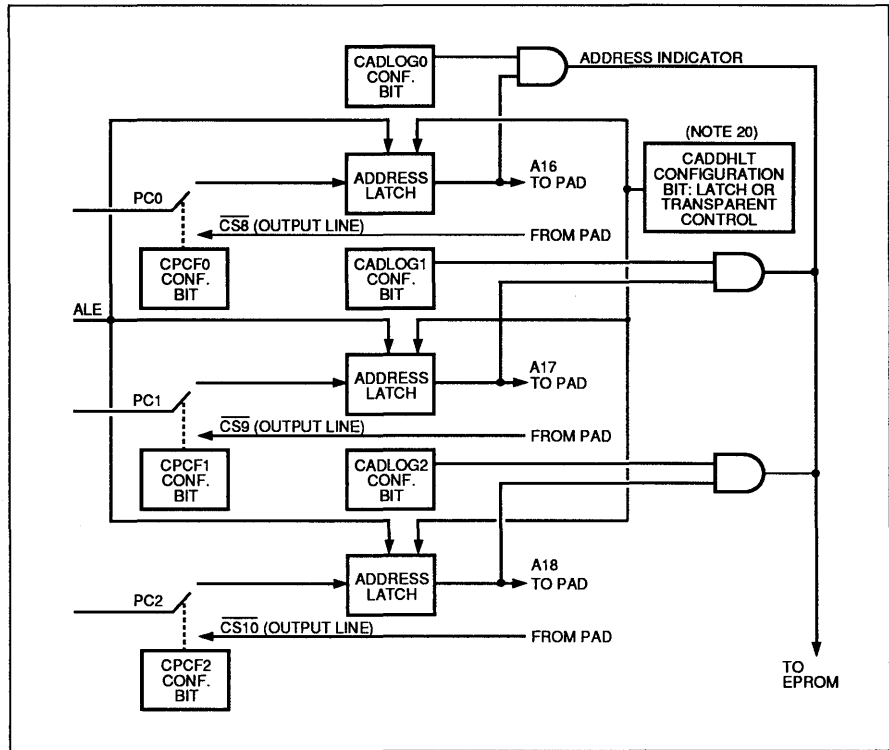 CADLOG0
CONF.
BIT
ADDRESS INDICATOR
(NOTE 20)
CADDHLT
CONFIGURATION
BIT: LATCH OR
TRANSPARENT
CONTROL
ADDRESS
LATCH
A16
TO PAD
PC0
CS8 (OUTPUT LINE)
FROM PAD
CPCF0
CONF.
BIT
CADLOG1
CONF.
BIT
ALE
ADDRESS
LATCH
A17
TO PAD
PC1
CS9 (OUTPUT LINE)
FROM PAD
CPCF1
CONF.
BIT
CADLOG2
CONF.
BIT
ADDRESS
LATCH
A18
TO PAD
PC2
CS10 (OUTPUT LINE)
FROM PAD
CPCF2
CONF.
BIT
TO
EPROM